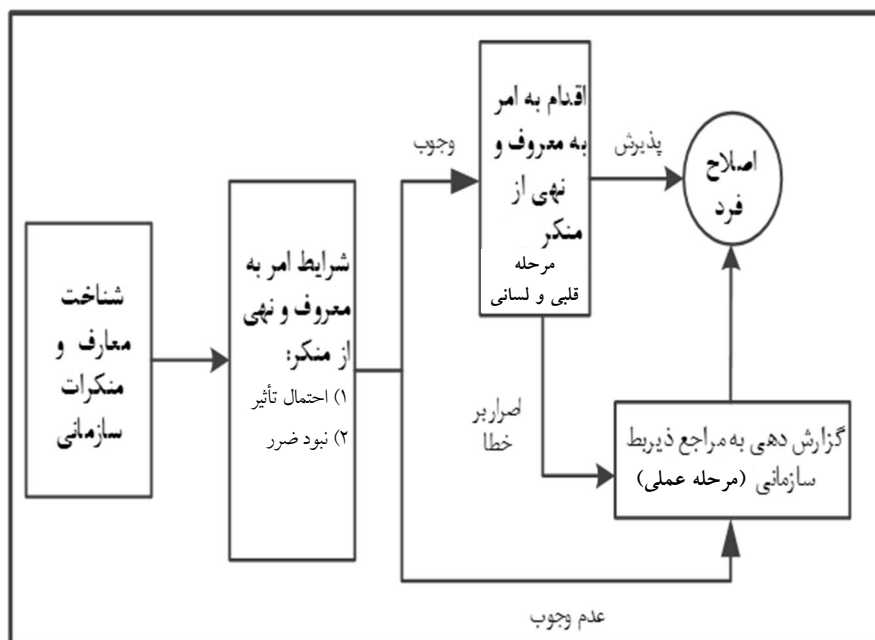 شناخت
معارف و
منکرات
سازمانی
شرایط امر به
معروف و نهی
از منکر:
۱) احتمال تأثیر
۲) نبود ضرر
وجوب
اقدام به امر
به معروف و
نهی از
منکر
مرحله
قلبی و لسانی
پذیرش
اصلاح
فرد
اصراربر
خطا
گزارش دهی به مراجع ذیربط
سازمانی (مرحله عملی)
عدم وجوب